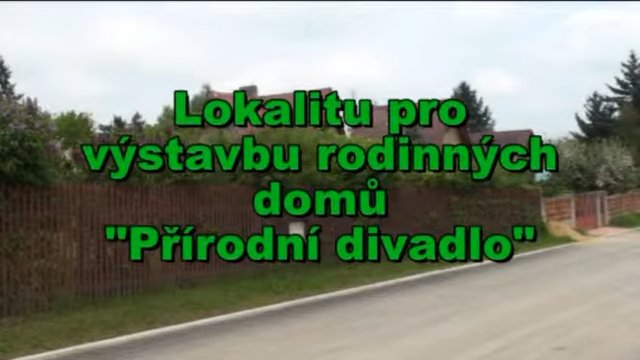 Lokalitu pro
výstavbu rodinných
domů
"Přírodní divadlo"